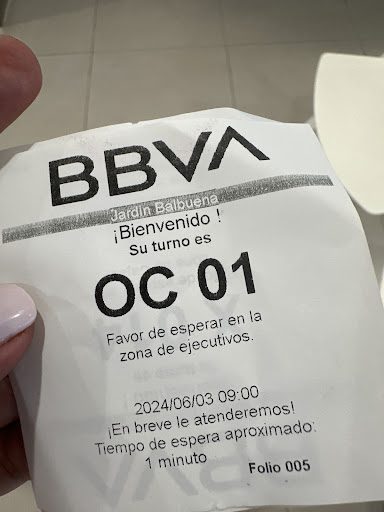 BBVA
Jardín Balbuena
¡Bienvenido !
Su turno es
OC 01
Favor de esperar en la
zona de ejecutivos.
2024/06/03 09:00
¡En breve le atenderemos!
Tiempo de espera aproximado:
1 minuto
Folio 005